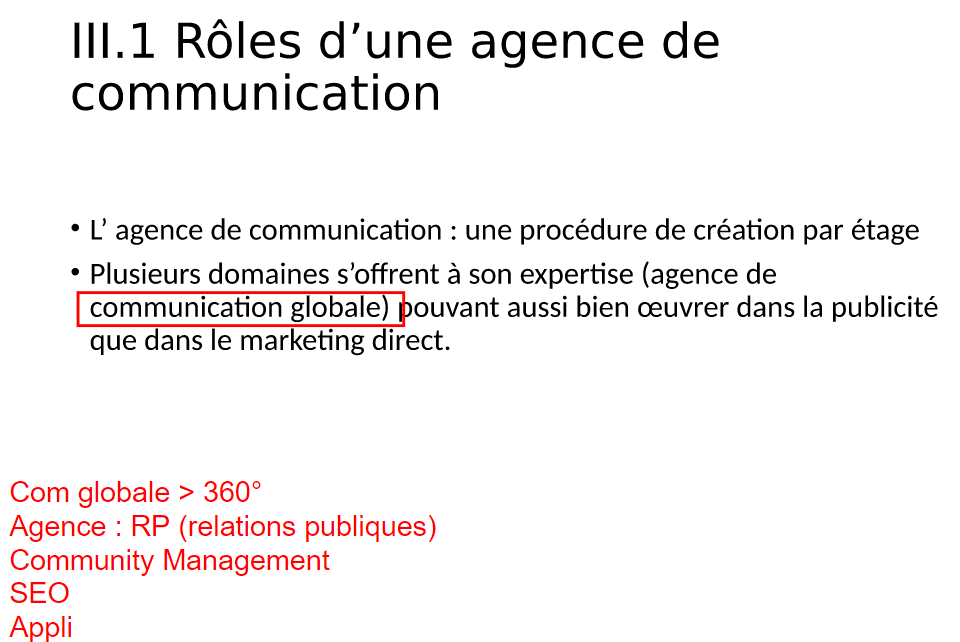 III.1 Rôles d’une agence de
communication
• L’ agence de communication : une procédure de création par étage
• Plusieurs domaines s’offrent à son expertise (agence de
communication globale) pouvant aussi bien œuvrer dans la publicité
que dans le marketing direct.
Com globale > 360°
Agence : RP (relations publiques)
Community Management
SEO
Appli